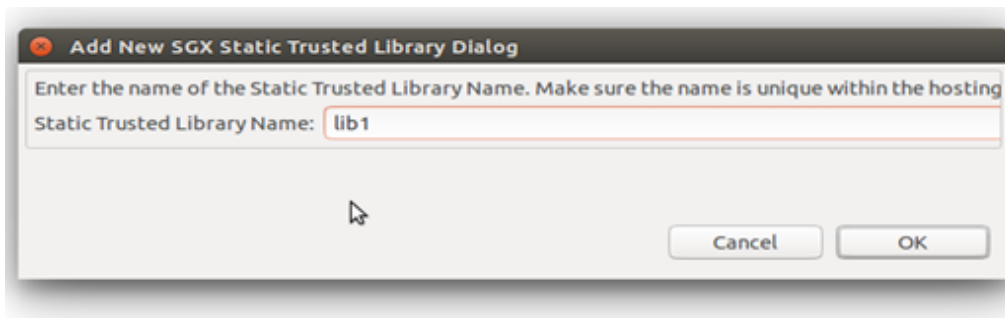 Add New SGX Static Trusted Library Dialog
Enter the name of the Static Trusted Library Name. Make sure the name is unique within the hosting
Static Trusted Library Name: lib1
Cancel OK